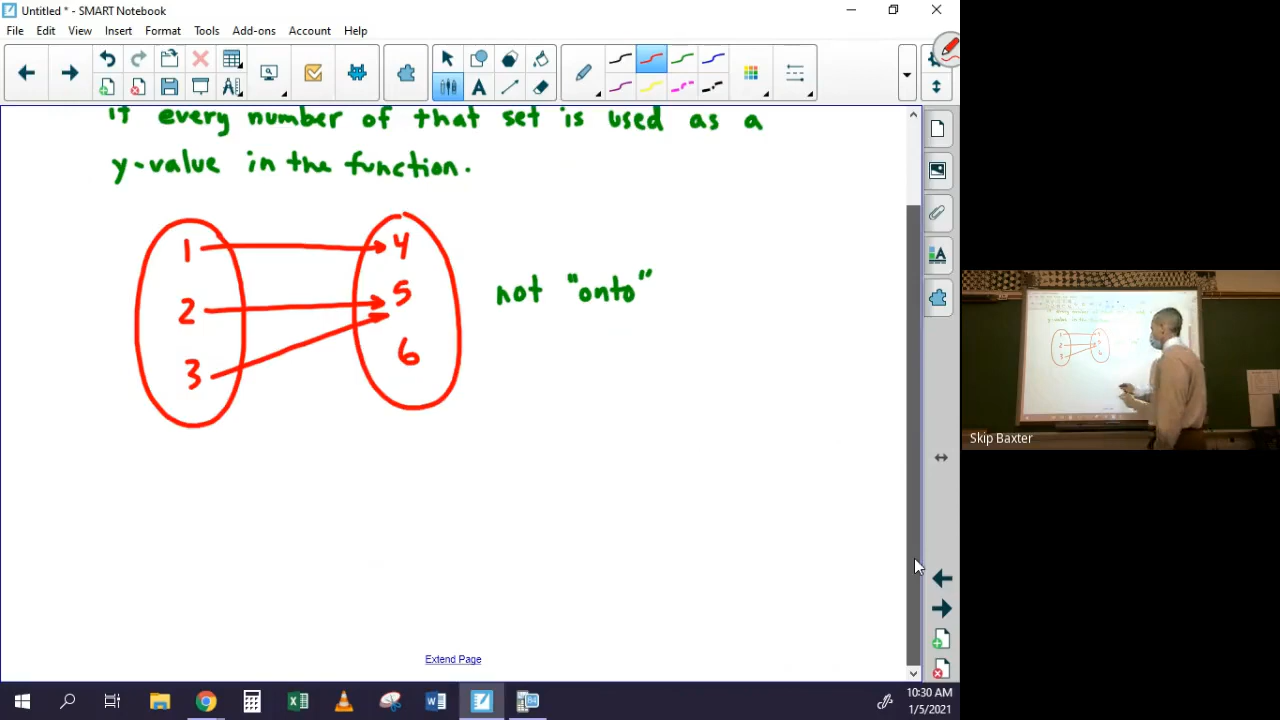 Untitled * - SMART Notebook
File Edit View Insert Format Tools Add-ons Account Help
if every number of that set is used as a
y-value in the function.
1 4
2 5
3 6
not "onto"
Skip Baxter
Extend Page
10:30 AM
1/5/2021